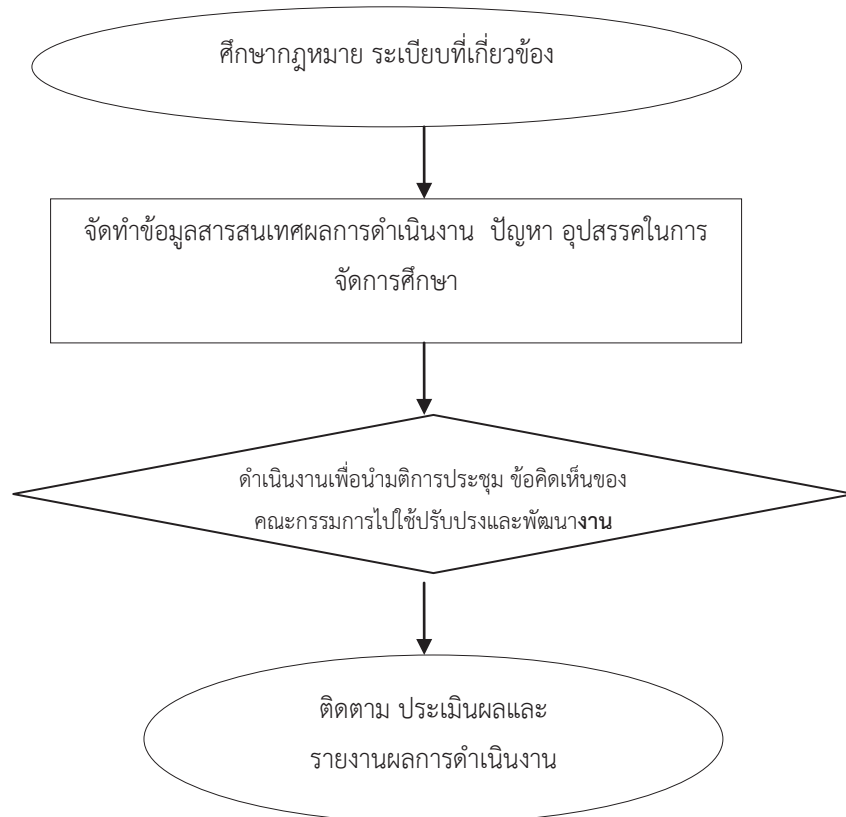 ศึกษากฎหมาย ระเบียบที่เกี่ยวข้อง
จัดทำข้อมูลสารสนเทศผลการดำเนินงาน ปัญหา อุปสรรคในการ
จัดการศึกษา
ดำเนินงานเพื่อนำมติการประชุม ข้อคิดเห็นของ
คณะกรรมการไปใช้ปรับปรุงและพัฒนางาน
ติดตาม ประเมินผลและ
รายงานผลการดำเนินงาน